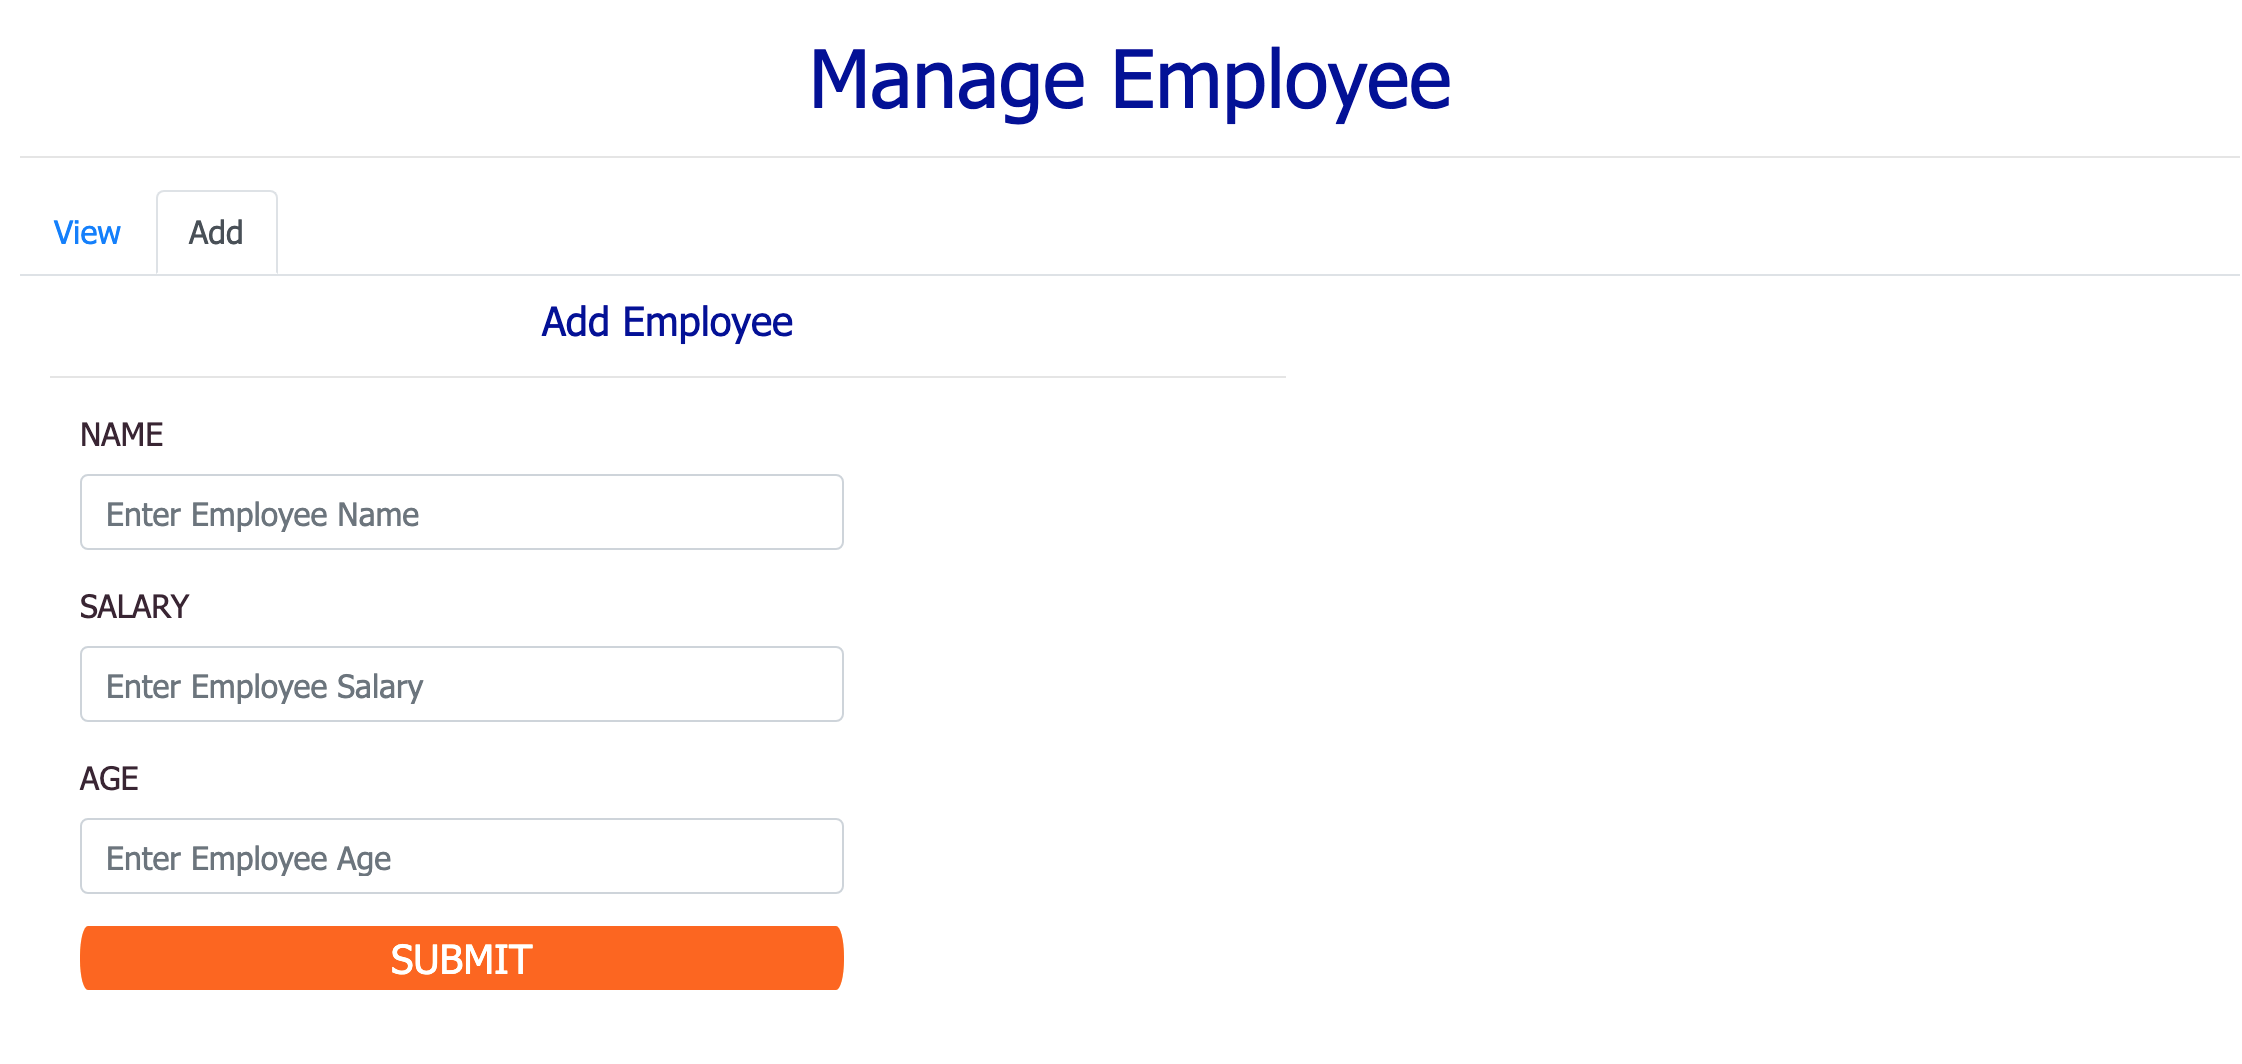 Manage Employee
View Add
Add Employee
NAME
Enter Employee Name
SALARY
Enter Employee Salary
AGE
Enter Employee Age
SUBMIT